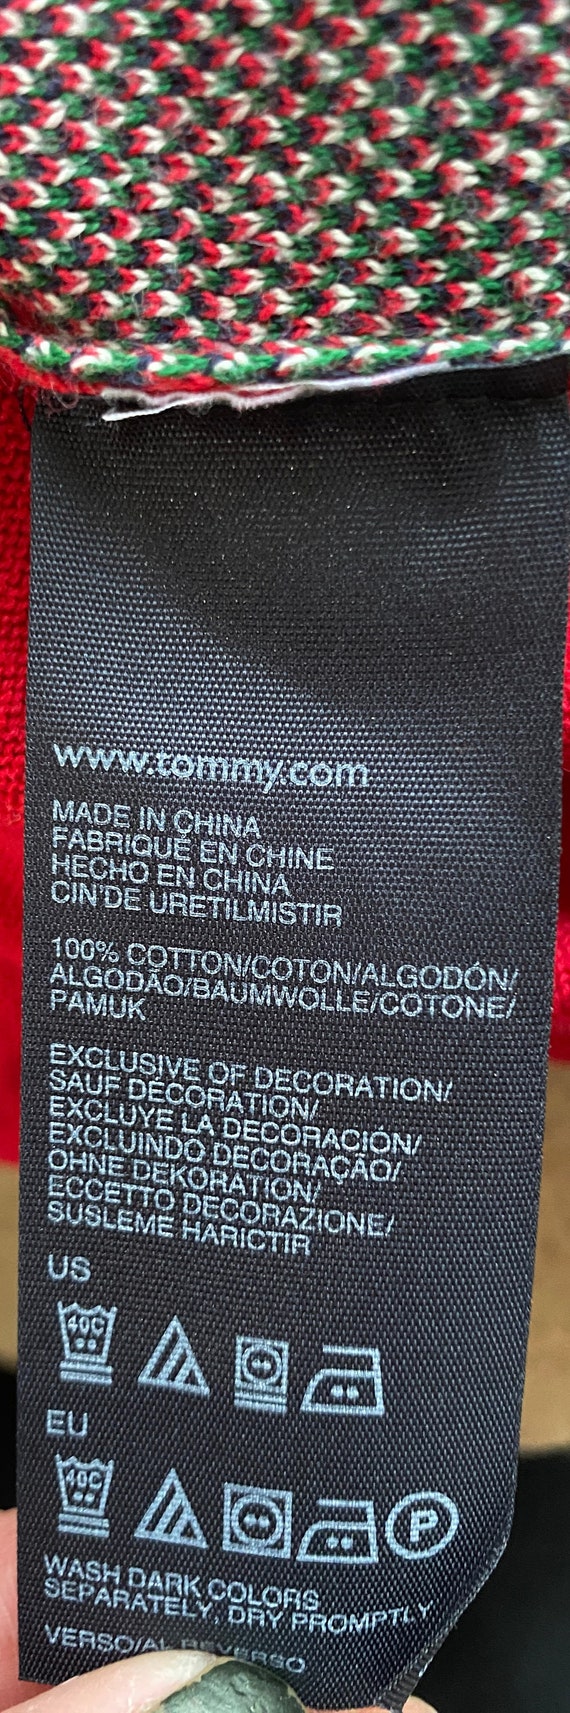 www.tommy.com
MADE IN CHINA
FABRIQUÉ EN CHINE
HECHO EN CHINA
CIN'DE URETILMISTIR
100% COTTON/COTON/ALGODÓN/
ALGODÃO/BAUMWOLLE/COTONE/
PAMUK
EXCLUSIVE OF DECORATION/
SAUF DÉCORATION/
EXCLUYE LA DECORACIÓN/
EXCLUINDO DECORAÇÃO/
OHNE DEKORATION/
ECCETTO DECORAZIONE/
SUSLEME HARICTIR
US
40C
EU
40C
P
WASH DARK COLORS
SEPARATELY, DRY PROMPTLY
VERSO/AL REVERSO